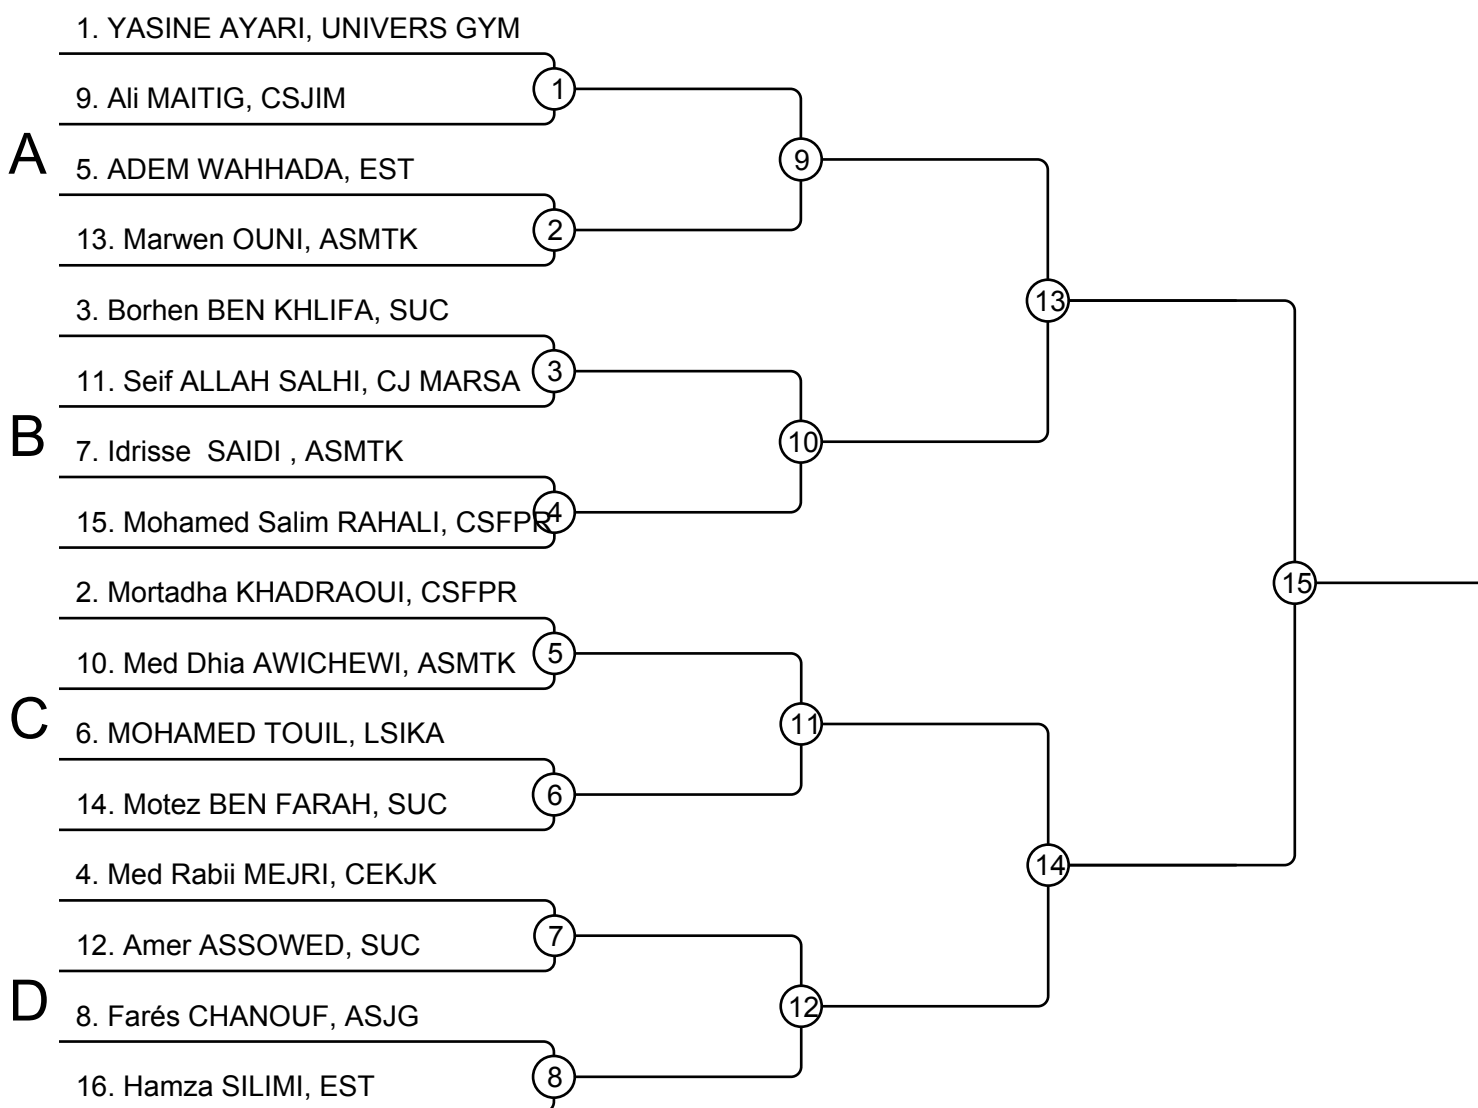 1. YASINE AYARI, UNIVERS GYM
1
9. Ali MAITIG, CSJIM
A
9
5. ADEM WAHHADA, EST
2
13. Marwen OUNI, ASMTK
3. Borhen BEN KHLIFA, SUC
13
3
11. Seif ALLAH SALHI, CJ MARSA
B
10
7. Idrisse  SAIDI , ASMTK
4
15. Mohamed Salim RAHALI, CSFPR
2. Mortadha KHADRAOUI, CSFPR
15
5
10. Med Dhia AWICHEWI, ASMTK
C
11
6. MOHAMED TOUIL, LSIKA
6
14. Motez BEN FARAH, SUC
4. Med Rabii MEJRI, CEKJK
14
7
12. Amer ASSOWED, SUC
D
12
8. Farés CHANOUF, ASJG
8
16. Hamza SILIMI, EST